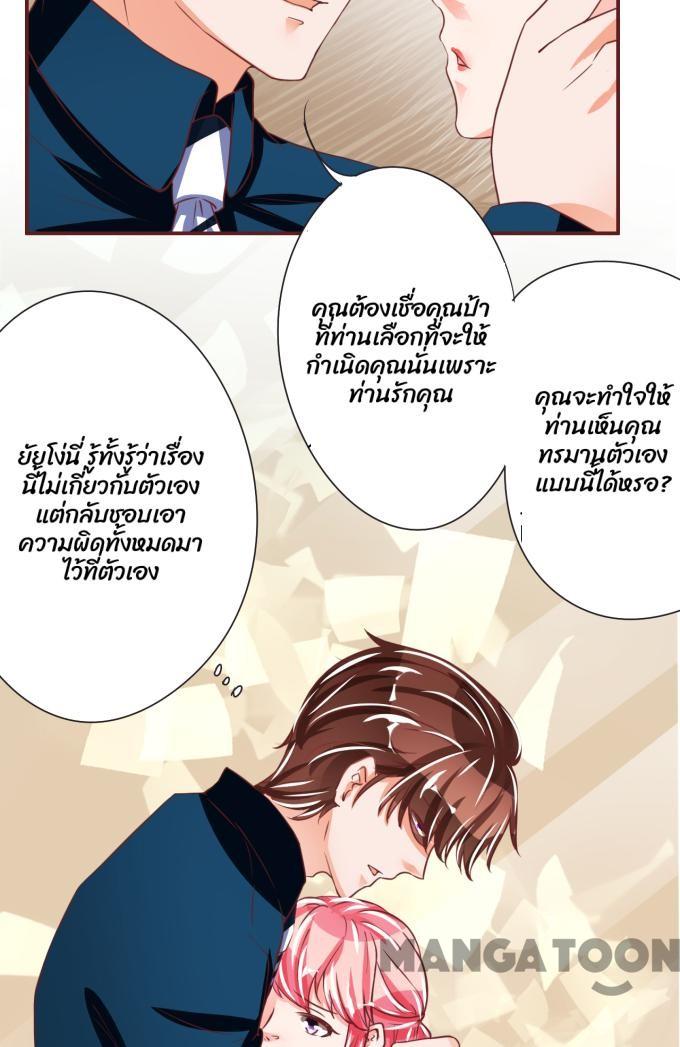 คุณต้องเชื่อคุณป้า
ที่ท่านเลือกที่จะให้
กำเนิดคุณนั่นเพราะ
ท่านรักคุณ
คุณจะทำใจให้
ท่านเห็นคุณ
ทรมานตัวเอง
แบบนี้ได้หรอ?
ยัยโง่นี่ รู้ทั้งรู้ว่าเรื่อง
นี้ไม่เกี่ยวกับตัวเอง
แต่กลับชอบเอา
ความผิดทั้งหมดมา
ไว้ที่ตัวเอง
MANGATOON